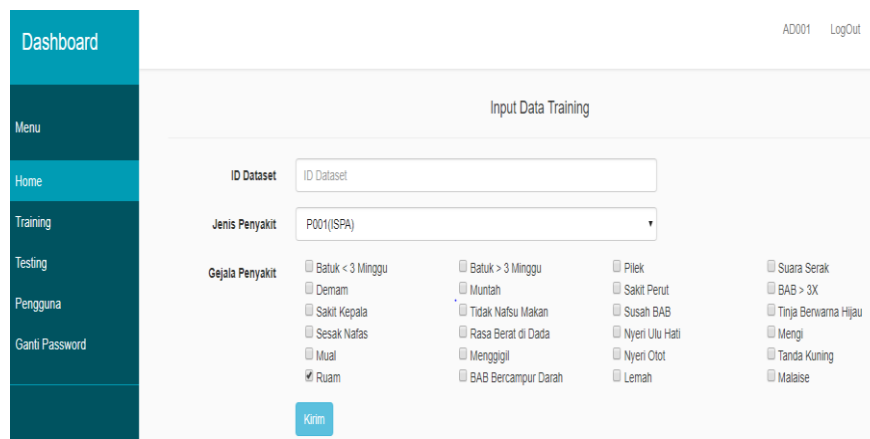 Dashboard
AD001 LogOut
Menu
Home
Training
Testing
Pengguna
Ganti Password
Input Data Training
ID Dataset ID Dataset
Jenis Penyakit P001(ISPA)
Gejala Penyakit
Batuk < 3 Minggu Batuk > 3 Minggu Pilek Suara Serak
Demam Muntah Sakit Perut BAB > 3X
Sakit Kepala Tidak Nafsu Makan Susah BAB Tinja Berwarna Hijau
Sesak Nafas Rasa Berat di Dada Nyeri Ulu Hati Mengi
Mual Menggigil Nyeri Otot Tanda Kuning
Ruam BAB Bercampur Darah Lemah Malaise
Kirim